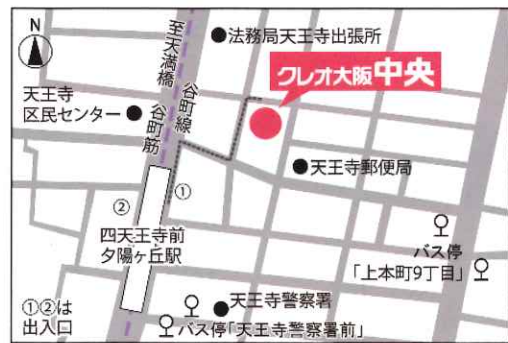 N
至天満橋
谷町線
谷町筋
●法務局天王寺出張所
クレオ大阪中央
天王寺
区民センター●
●天王寺郵便局
①
②
四天王寺前
夕陽ヶ丘駅
バス停
「上本町9丁目」
①②は
出入口
天王寺警察署
バス停「天王寺警察署前」